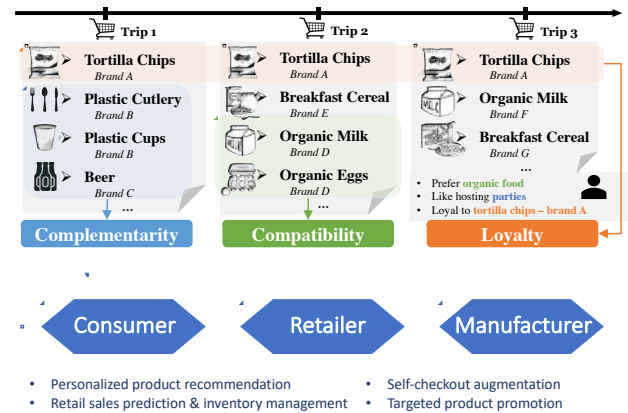 Trip 1
Trip 2
Trip 3
Tortilla Chips
Brand A
Plastic Cutlery
Brand B
Plastic Cups
Brand B
Beer
Brand C
...
Complementarity
Tortilla Chips
Brand A
Breakfast Cereal
Brand E
Organic Milk
Brand D
Organic Eggs
Brand D
...
Compatibility
Tortilla Chips
Brand A
Organic Milk
Brand F
Breakfast Cereal
Brand G
...
• Prefer organic food
• Like hosting parties
• Loyal to tortilla chips – brand A
Loyalty
Consumer
Retailer
Manufacturer
• Personalized product recommendation
• Retail sales prediction & inventory management
• Self-checkout augmentation
• Targeted product promotion